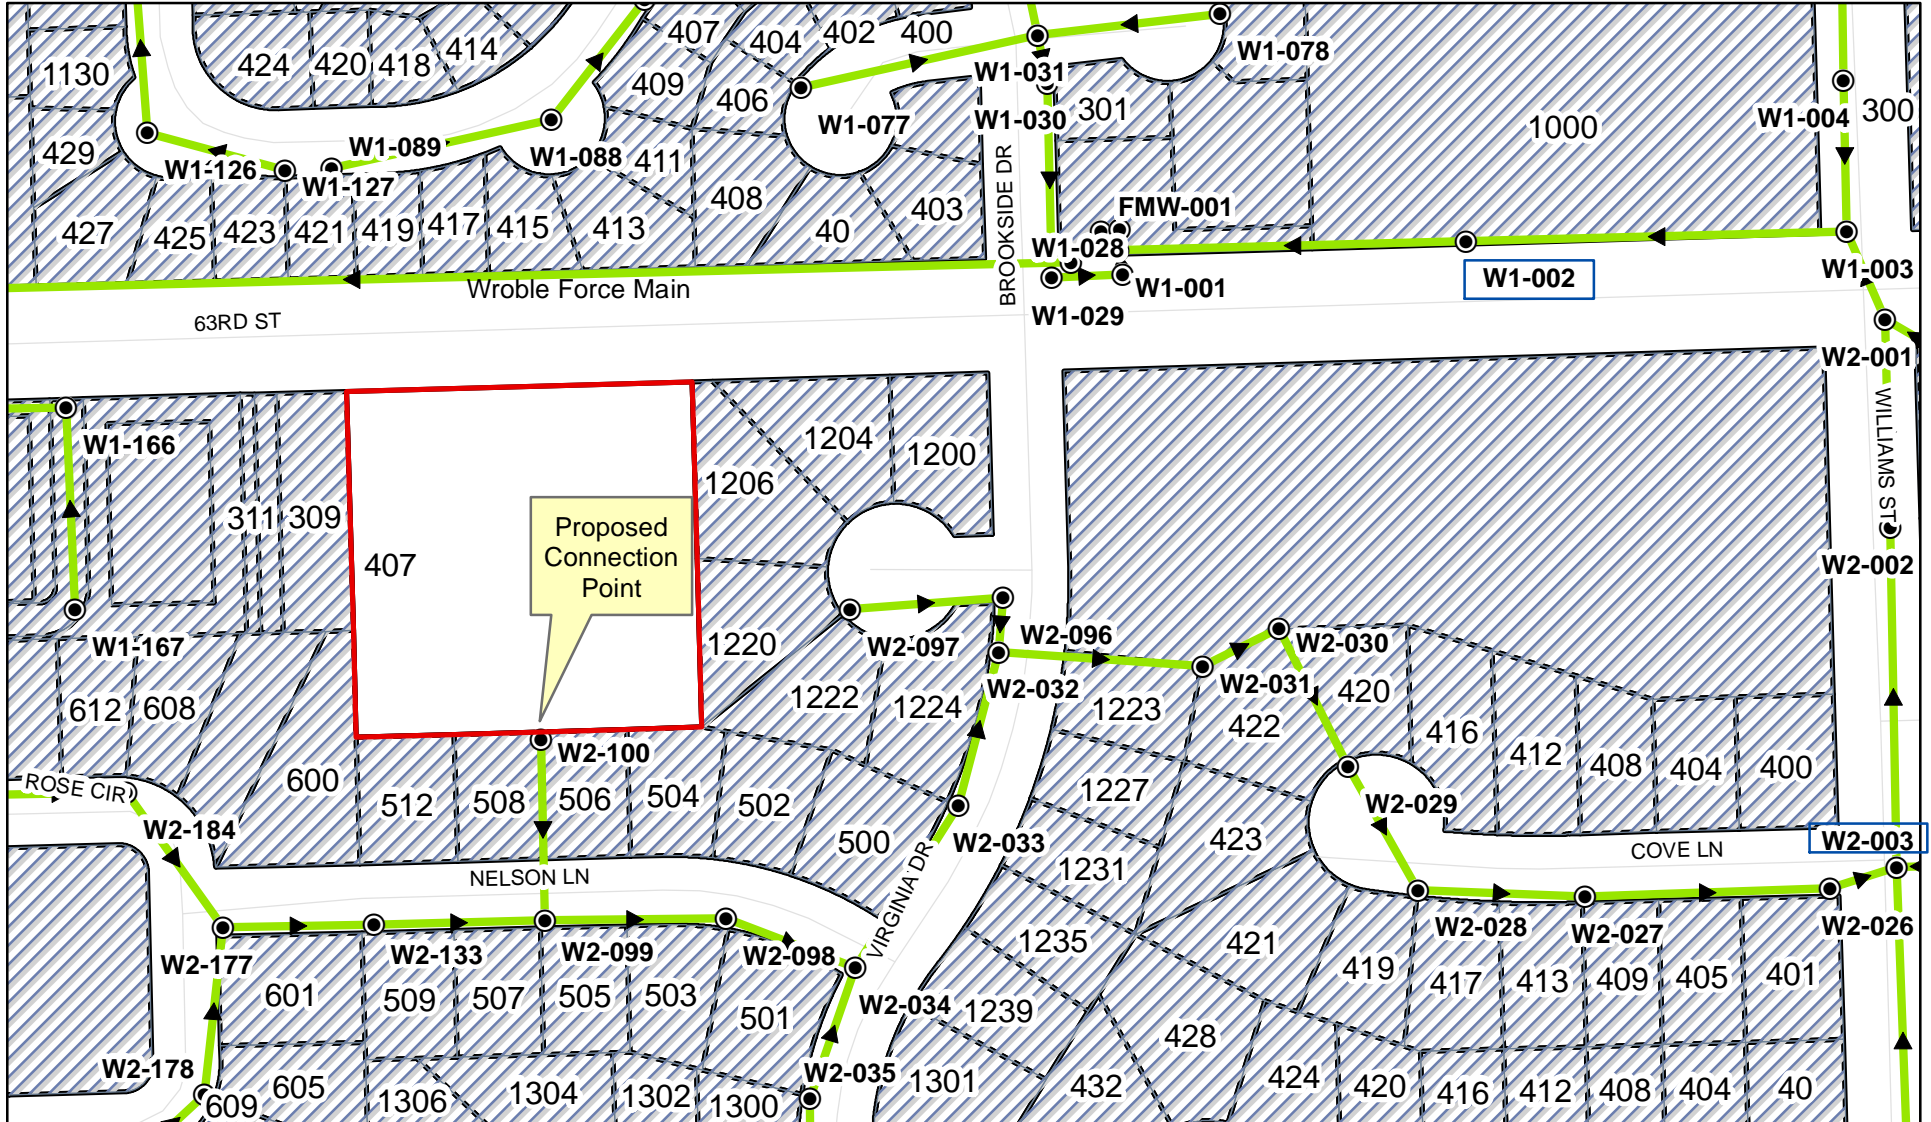 407
404
402
400
W1-078
414
1130
424
420
418
409
406
W1-031
301
W1-004
300
1000
W1-077
W1-030
429
W1-089
W1-088
411
W1-126
W1-127
408
403
FMW-001
427
425
423
421
419
417
415
413
40
BROOKSIDE DR
W1-028
W1-002
W1-003
W1-001
Wroble Force Main
W1-029
63RD ST
W2-001
WILLIAMS ST
W1-166
1204
1200
1206
311
309
Proposed
Connection
Point
407
W2-002
W1-167
1220
W2-097
W2-096
W2-030
612
608
1222
1224
W2-032
1223
W2-031
422
420
W2-100
416
412
408
404
400
600
ROSE CIR
512
508
506
504
502
1227
W2-029
W2-184
500
W2-033
423
W2-003
COVE LN
1231
NELSON LN
VIRGINIA DR
W2-177
W2-133
W2-099
W2-098
1235
421
W2-028
W2-027
W2-026
601
509
507
505
503
501
W2-034
1239
419
417
413
409
405
401
428
W2-178
605
609
1306
1304
1302
1300
W2-035
1301
432
424
420
416
412
408
404
40